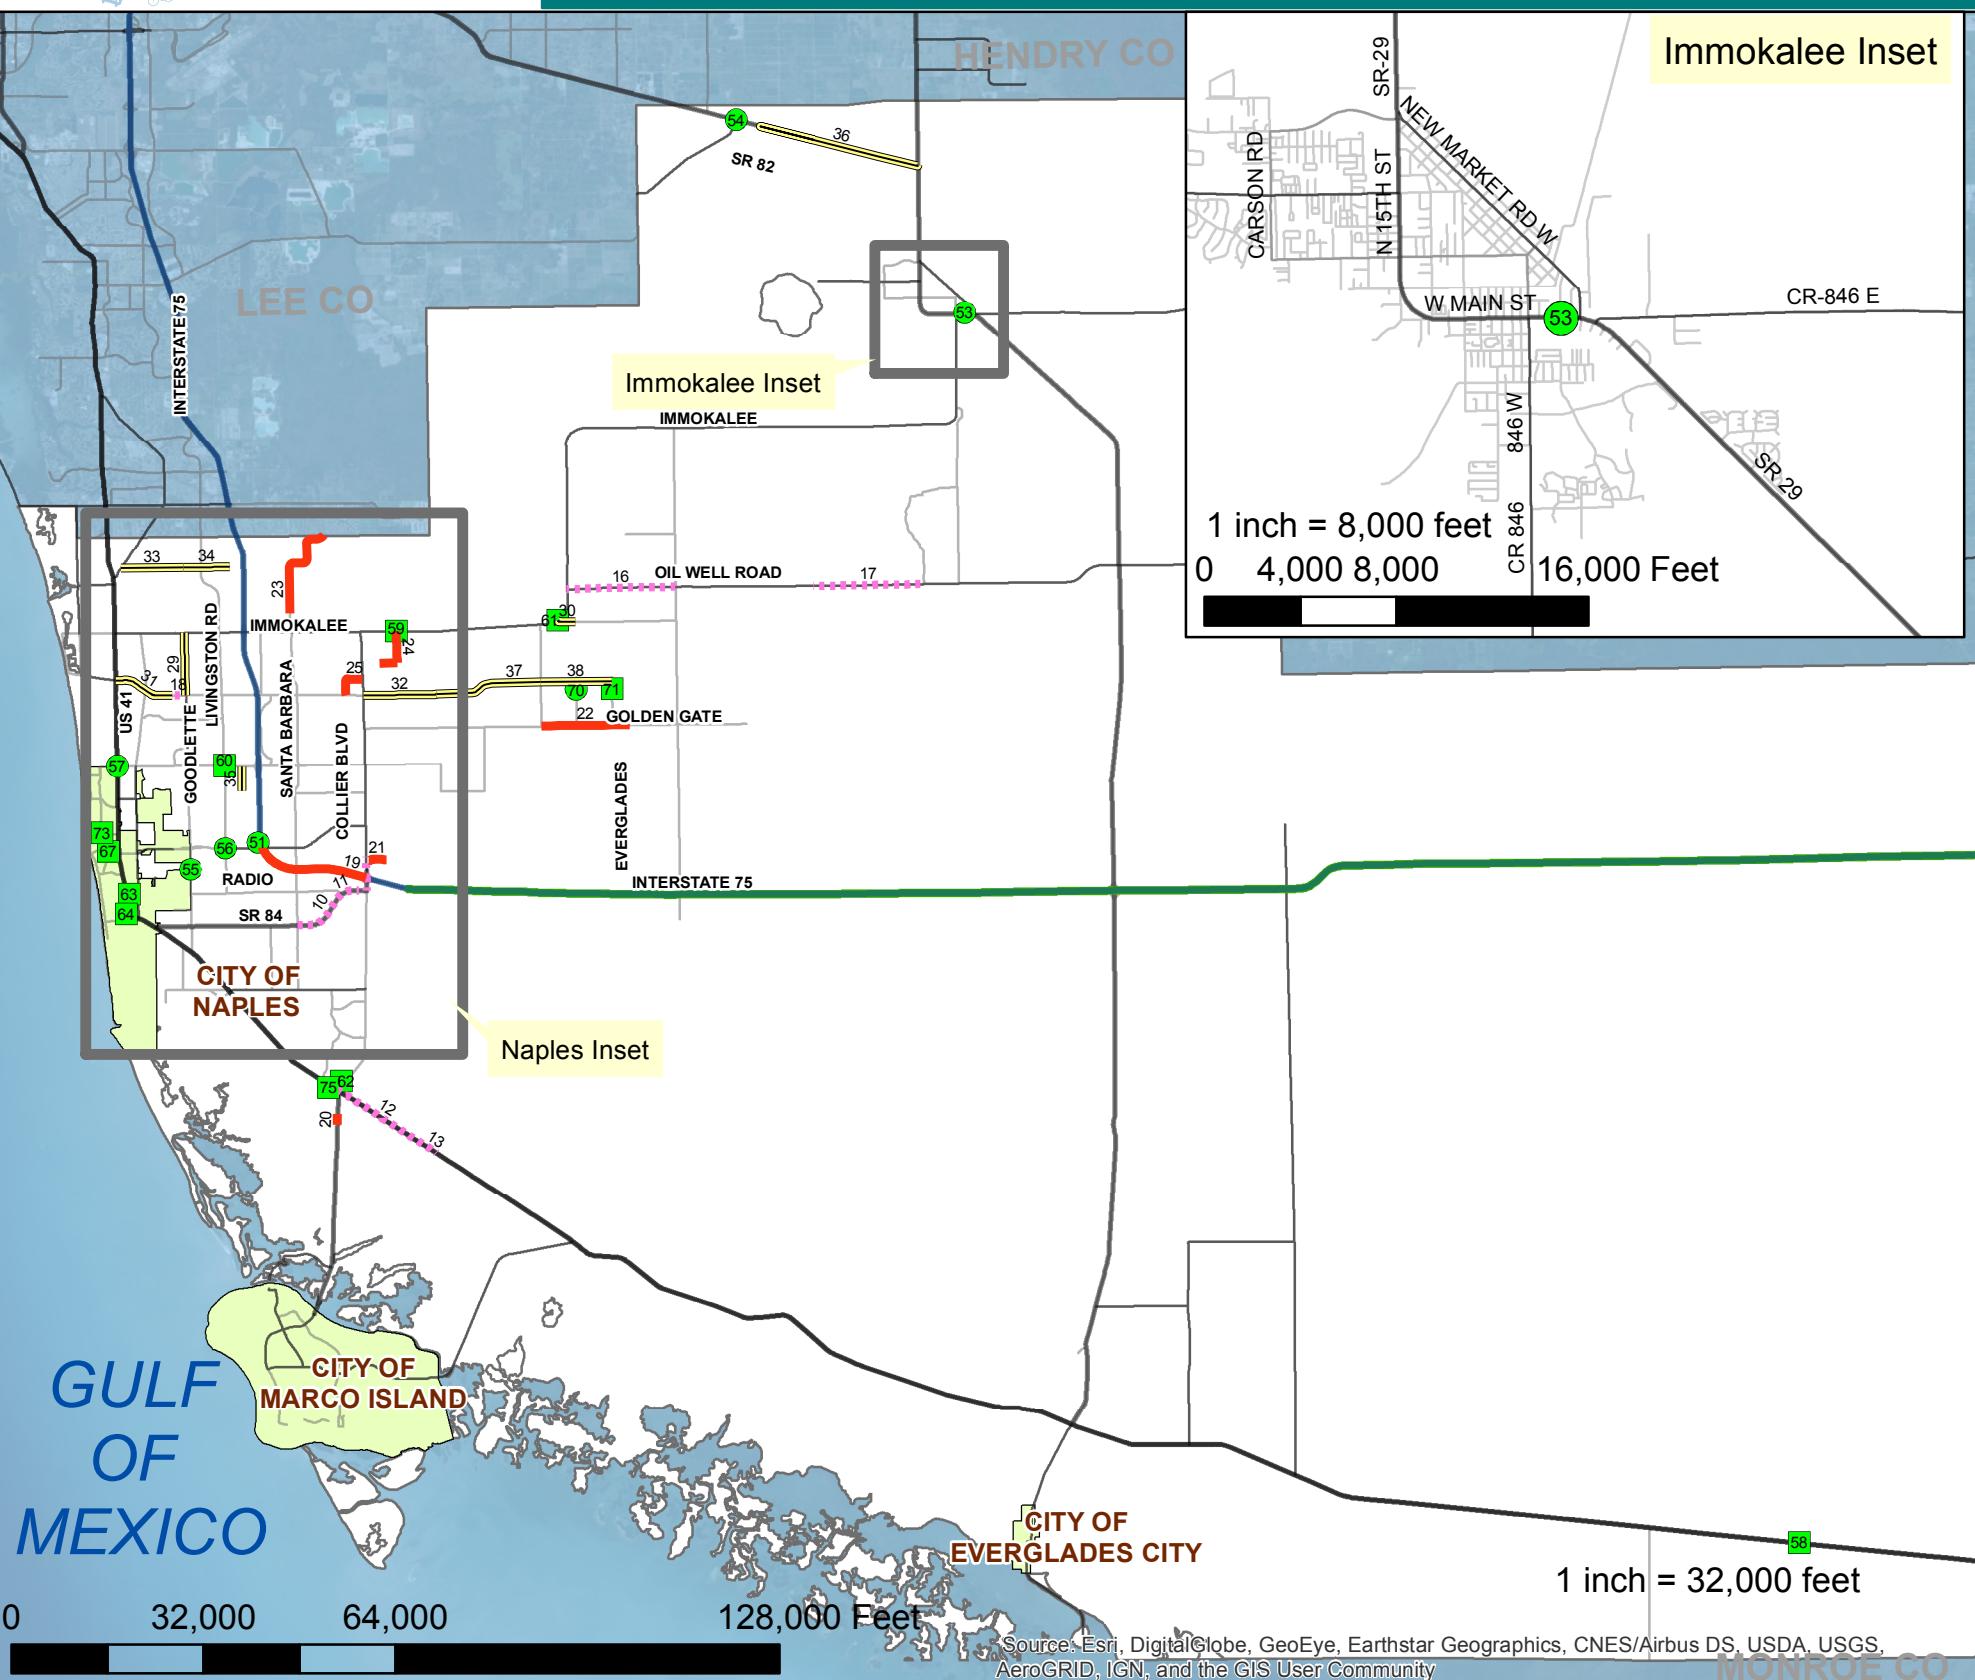 HENDRY CO
Immokalee Inset
SR-29
NEW MARKET RD W
CARSON RD
N 15TH ST
W MAIN ST
53
CR-846 E
846 W
CR 846
SR-29
1 inch = 8,000 feet
0 4,000 8,000 16,000 Feet
54
36
SR 82
LEE CO
INTERSTATE 75
53
Immokalee Inset
IMMOKALEE
33 34
23
16 OIL WELL ROAD 17
LIVINGSTON RD
IMMOKALEE
59
24
61 30
29
31
18
25
32
37
38
70 71
US 41
GOODLETTE
SANTA BARBARA
COLLIER BLVD
22 GOLDEN GATE
57
60
35
EVERGLADES
73
67
56
51
55
19
21
11
10
RADIO
INTERSTATE 75
63
64
SR 84
CITY OF
NAPLES
Naples Inset
75 62
20
12
13
CITY OF
MARCO ISLAND
GULF
OF
MEXICO
CITY OF
EVERGLADES CITY
58
1 inch = 32,000 feet
0 32,000 64,000 128,000 Feet
Source: Esri, DigitalGlobe, GeoEye, Earthstar Geographics, CNES/Airbus DS, USDA, USGS,
AeroGRID, IGN, and the GIS User Community
MONROE CO